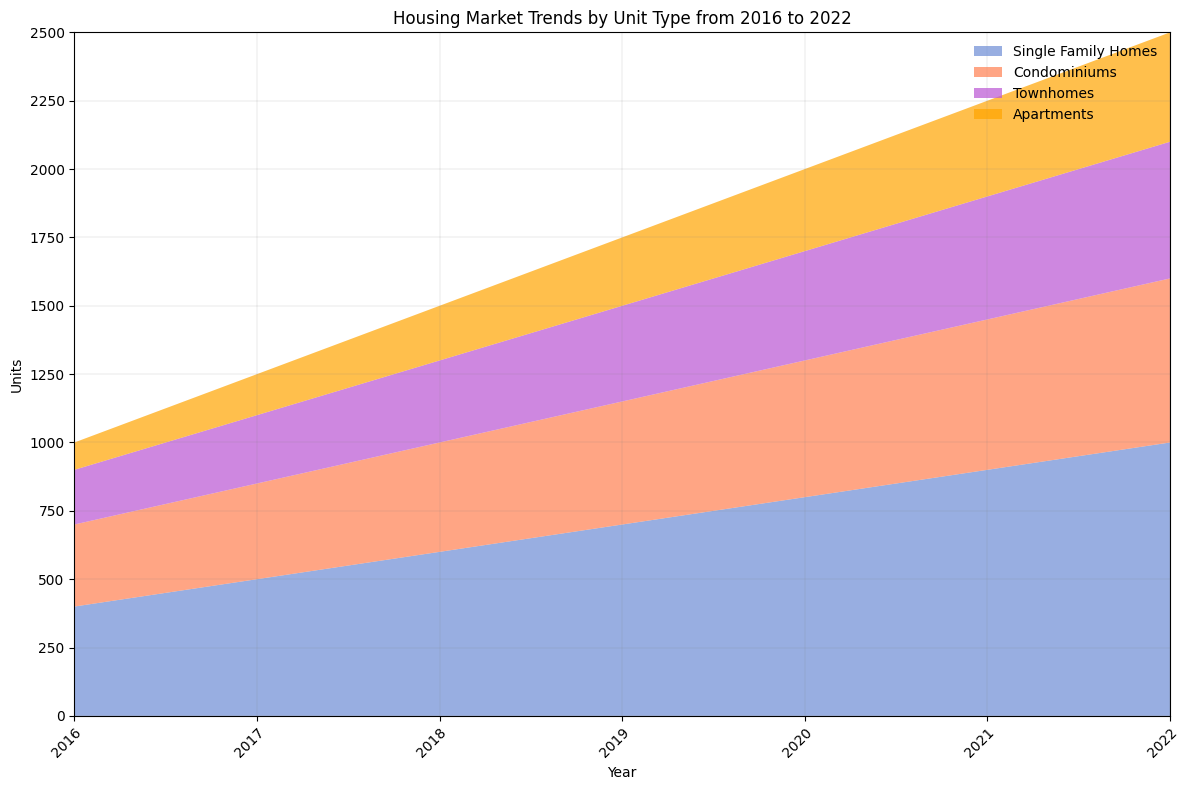 Housing Market Trends by Unit Type from 2016 to 2022
Single Family Homes
Condominiums
Townhomes
Apartments
Units
2500
2250
2000
1750
1500
1250
1000
750
500
250
0
2016
2017
2018
2019
2020
2021
2022
Year